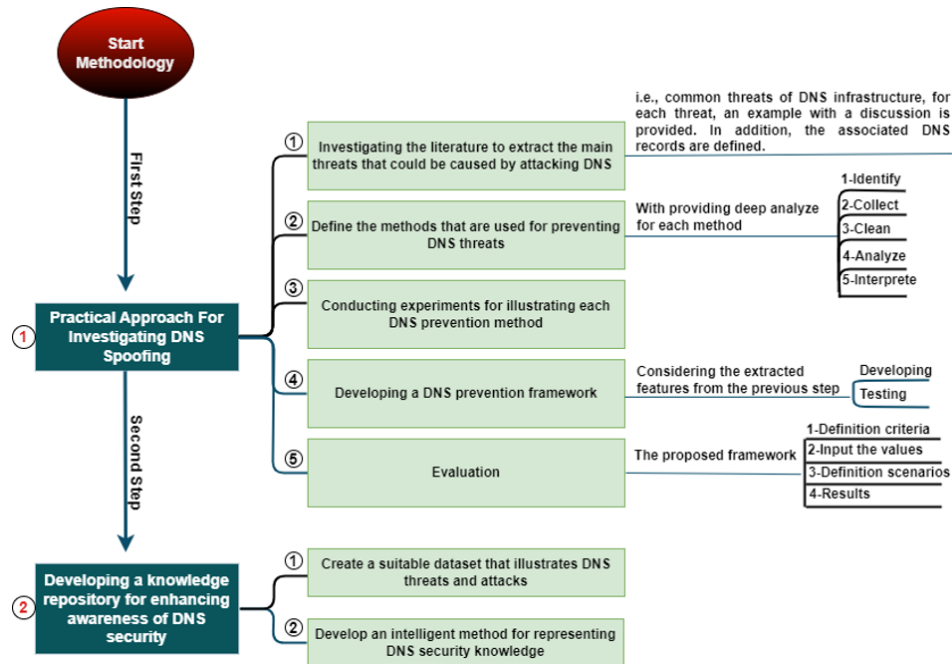 Start
Methodology
First Step
i.e., common threats of DNS infrastructure, for
each threat, an example with a discussion is
provided. In addition, the associated DNS
records are defined.
1
Investigating the literature to extract the main
threats that could be caused by attacking DNS
2
Define the methods that are used for preventing
DNS threats
With providing deep analyze
for each method
1-Identify
2-Collect
3-Clean
4-Analyze
5-Interprete
1
Practical Approach For
Investigating DNS
Spoofing
3
Conducting experiments for illustrating each
DNS prevention method
4
Developing a DNS prevention framework
Considering the extracted
features from the previous step
Developing
Testing
5
Evaluation
The proposed framework
1-Definition criteria
2-Input the values
3-Definition scenarios
4-Results
Second Step
2
Developing a knowledge
repository for enhancing
awareness of DNS
security
1
Create a suitable dataset that illustrates DNS
threats and attacks
2
Develop an intelligent method for representing
DNS security knowledge